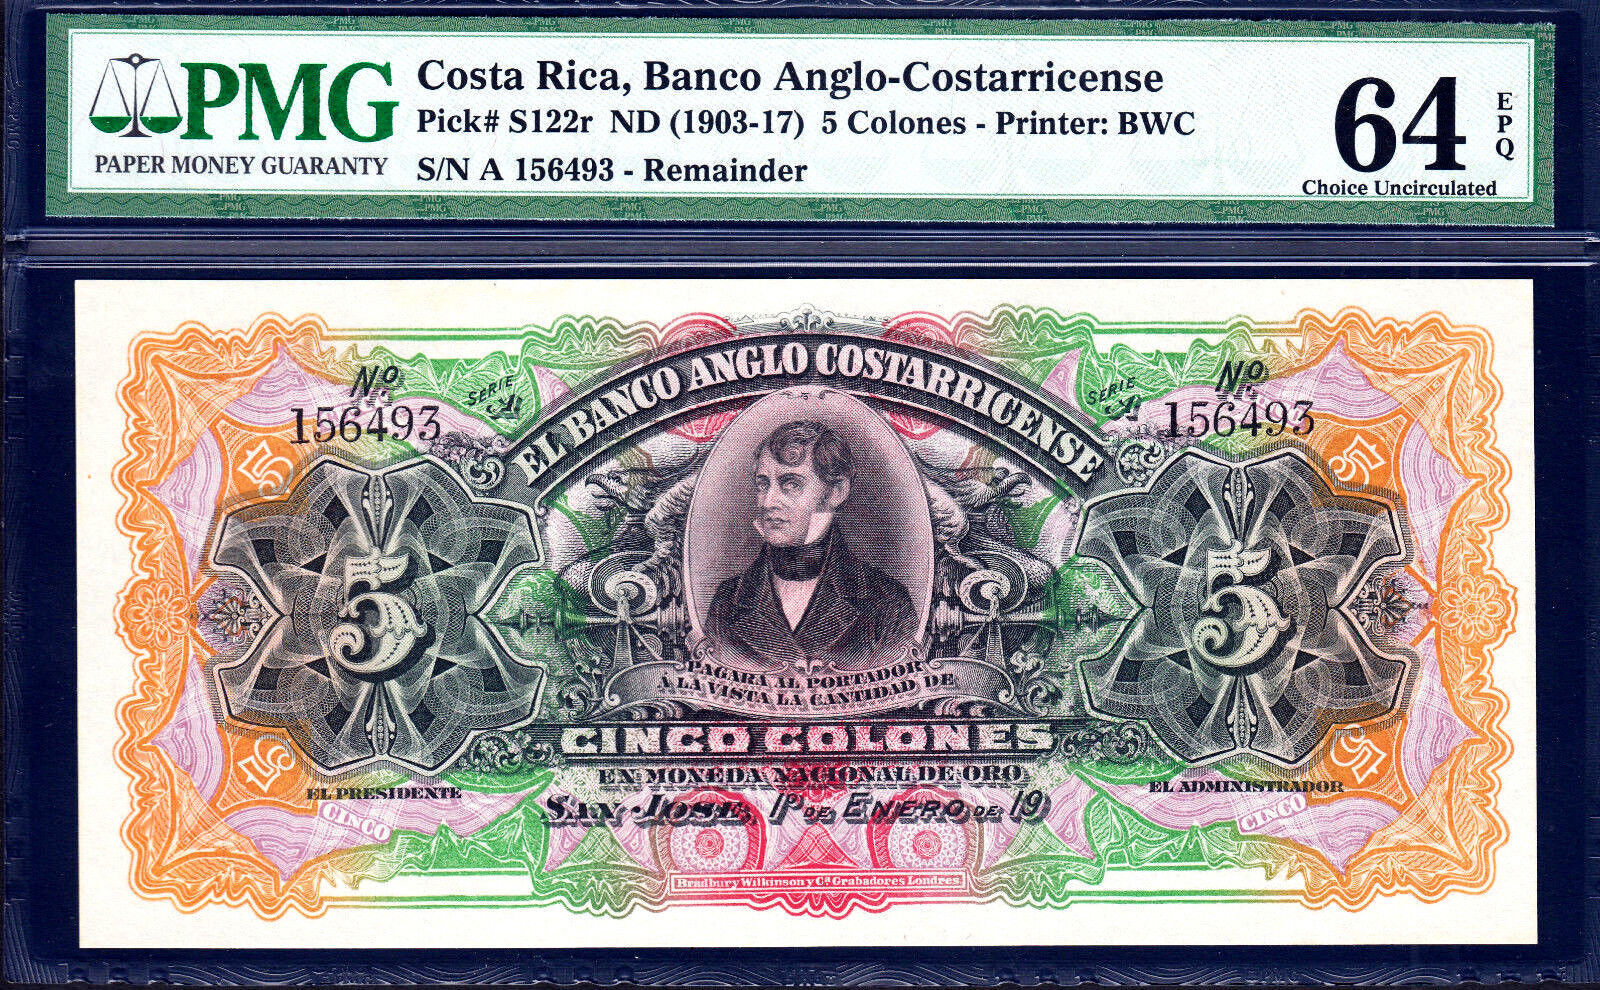 PMG
PAPER MONEY GUARANTY
Costa Rica, Banco Anglo-Costarricense
Pick# S122r ND (1903-17) 5 Colones - Printer: BWC
S/N A 156493 - Remainder
64
EPQ
Choice Uncirculated
EL BANCO ANGLO COSTARRICENSE
Nº
156493
SERIE A
SERIE A
Nº
156493
5
5
5
5
PAGARA AL PORTADOR
A LA VISTA LA CANTIDAD DE
CINCO COLONES
EN MONEDA NACIONAL DE ORO
SAN JOSE, 1º DE ENERO DE 19
5
5
EL PRESIDENTE
EL ADMINISTRADOR
CINCO
CINCO
Bradbury Wilkinson y Cª Grabadores Londres.